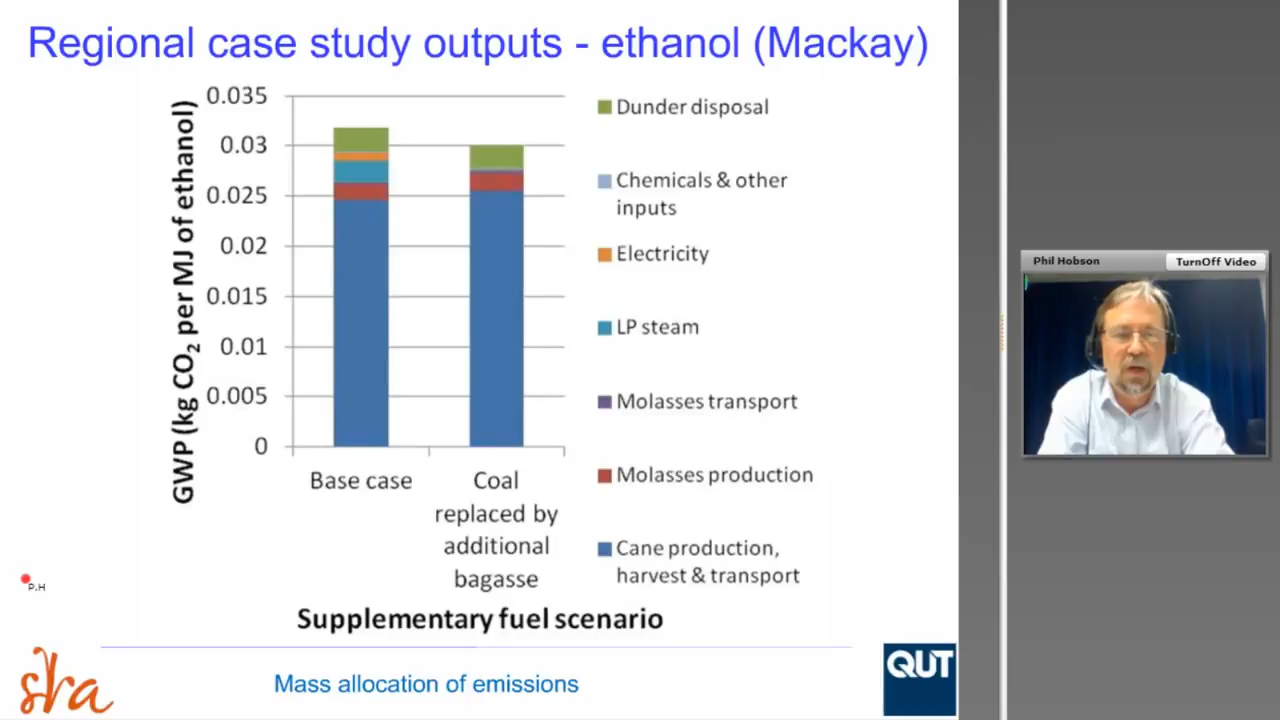 Regional case study outputs - ethanol (Mackay)
GWP (kg CO2 per MJ of ethanol)
0.035
0.03
0.025
0.02
0.015
0.01
0.005
0
Base case
Coal
replaced by
additional
bagasse
Supplementary fuel scenario
Dunder disposal
Chemicals & other
inputs
Electricity
LP steam
Molasses transport
Molasses production
Cane production,
harvest & transport
P.H
sra
Mass allocation of emissions
QUT
Phil Hobson
TurnOff Video